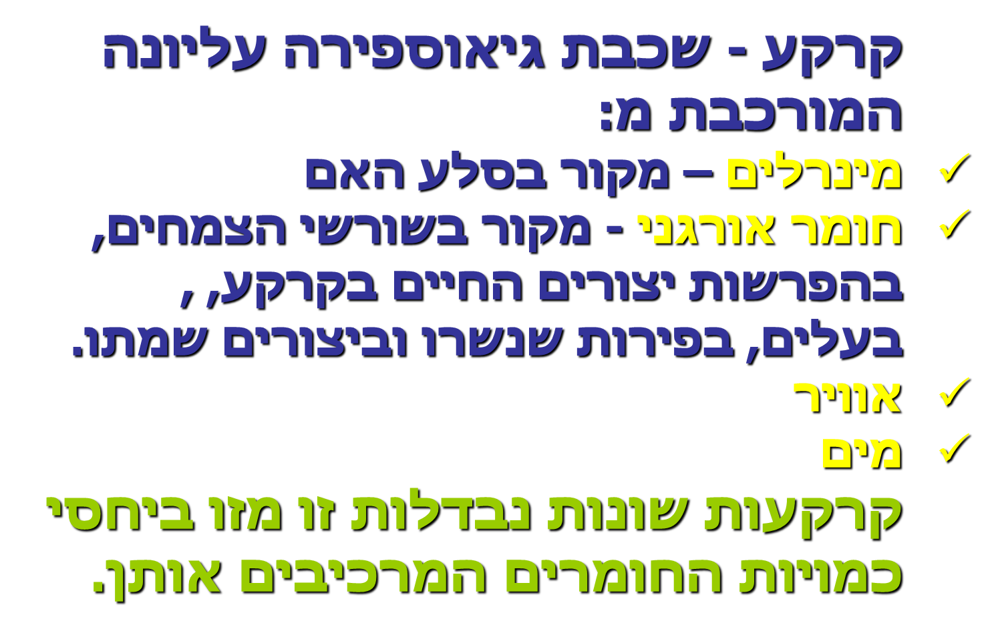 קרקע - שכבת גיאוספירה עליונה
המורכבת מ:
✓ מינרלים – מקור בסלע האם
✓ חומר אורגני - מקור בשורשי הצמחים,
בהפרשות יצורים החיים בקרקע, ,
בעלים, בפירות שנשרו וביצורים שמתו.
✓ אוויר
✓ מים
קרקעות שונות נבדלות זו מזו ביחסי
כמויות החומרים המרכיבים אותן.